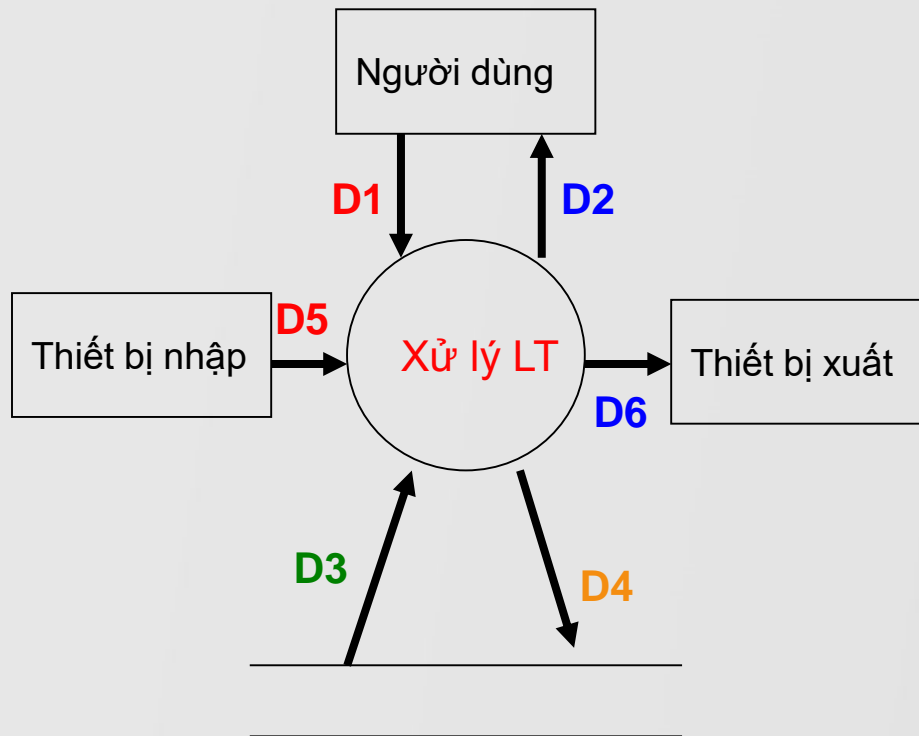 Người dùng
D1
D2
Thiết bị nhập
D5
Xử lý LT
Thiết bị xuất
D6
D3
D4